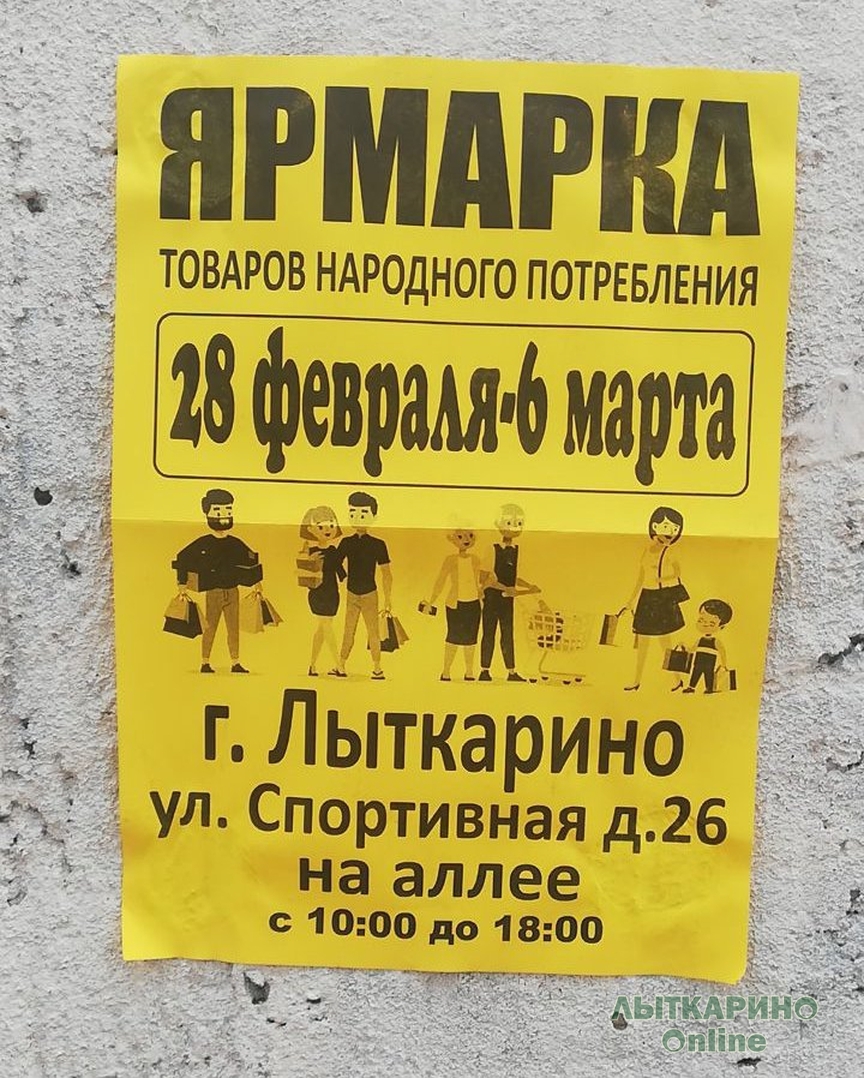 ЯРМАРКА
ТОВАРОВ НАРОДНОГО ПОТРЕБЛЕНИЯ
28 февраля-6 марта
г. Лыткарино
ул. Спортивная д.26
на аллее
с 10:00 до 18:00
ЛЫТКАРИНО
Online